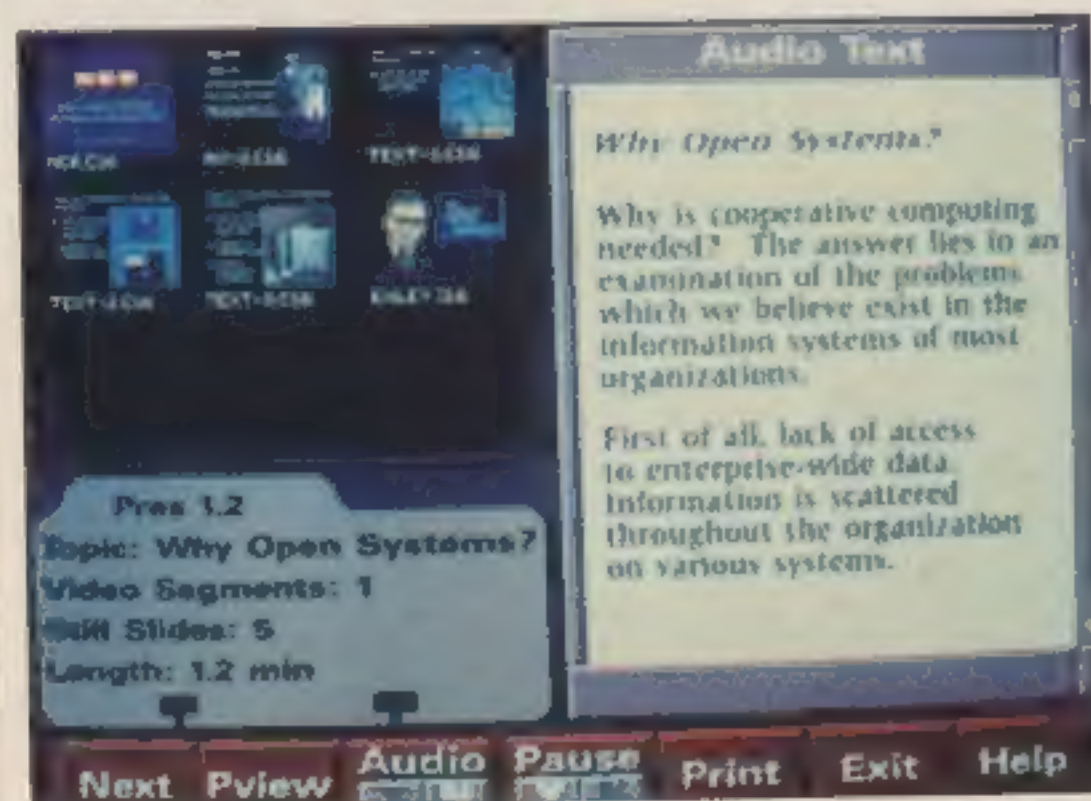 Audio Text
Why Open Systems?
Why is cooperative computing
needed? The answer lies in an
examination of the problems
which we believe exist in the
information systems of most
organizations.
First of all, lack of access
to enterprise-wide data.
Information is scattered
throughout the organization
on various systems.
Pres 1.2
Topic: Why Open Systems?
Video Segments: 1
Still Slides: 5
Length: 1.2 min
Next Pview Audio Pause Print Exit Help